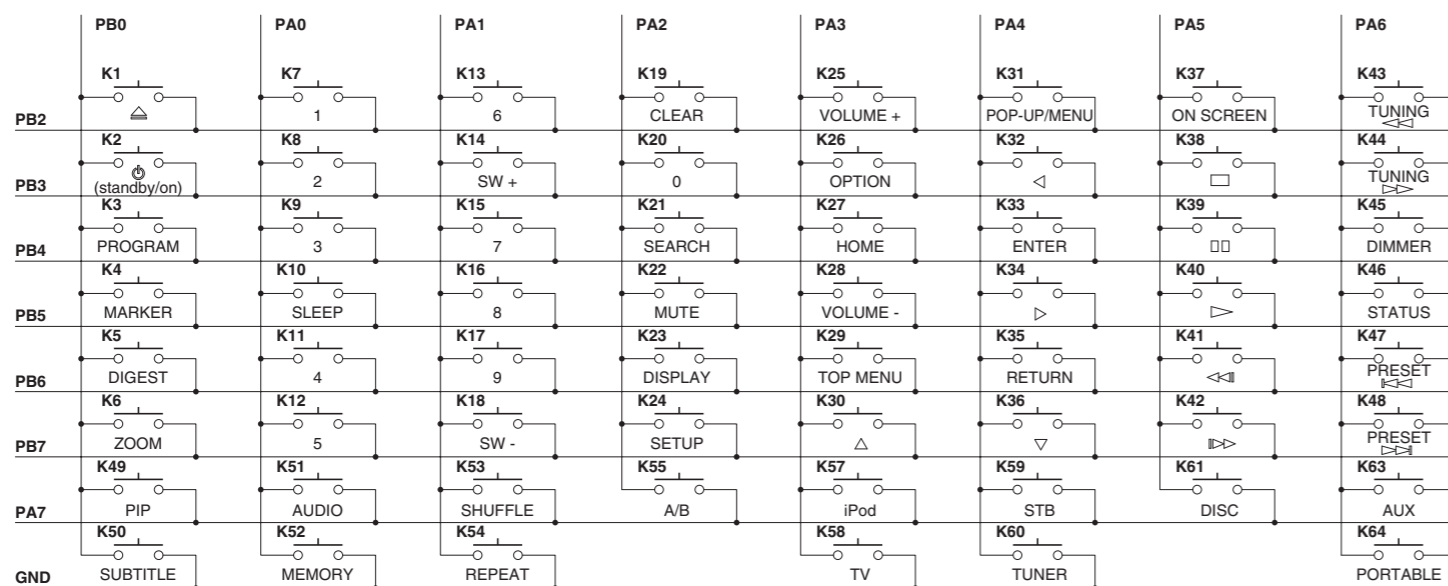 PB0 PA0 PA1 PA2 PA3 PA4 PA5 PA6
K1 K7 K13 K19 K25 K31 K37 K43
1 6 CLEAR VOLUME + POP-UP/MENU ON SCREEN TUNING
PB2
K2 K8 K14 K20 K26 K32 K38 K44
(standby/on) 2 SW + 0 OPTION TUNING
PB3
K3 K9 K15 K21 K27 K33 K39 K45
PROGRAM 3 7 SEARCH HOME ENTER DIMMER
PB4
K4 K10 K16 K22 K28 K34 K40 K46
MARKER SLEEP 8 MUTE VOLUME - STATUS
PB5
K5 K11 K17 K23 K29 K35 K41 K47
DIGEST 4 9 DISPLAY TOP MENU RETURN PRESET
PB6
K6 K12 K18 K24 K30 K36 K42 K48
ZOOM 5 SW - SETUP PRESET
PB7
K49 K51 K53 K55 K57 K59 K61 K63
PIP AUDIO SHUFFLE A/B iPod STB DISC AUX
PA7
K50 K52 K54 K58 K60 K64
SUBTITLE MEMORY REPEAT TV TUNER PORTABLE
GND